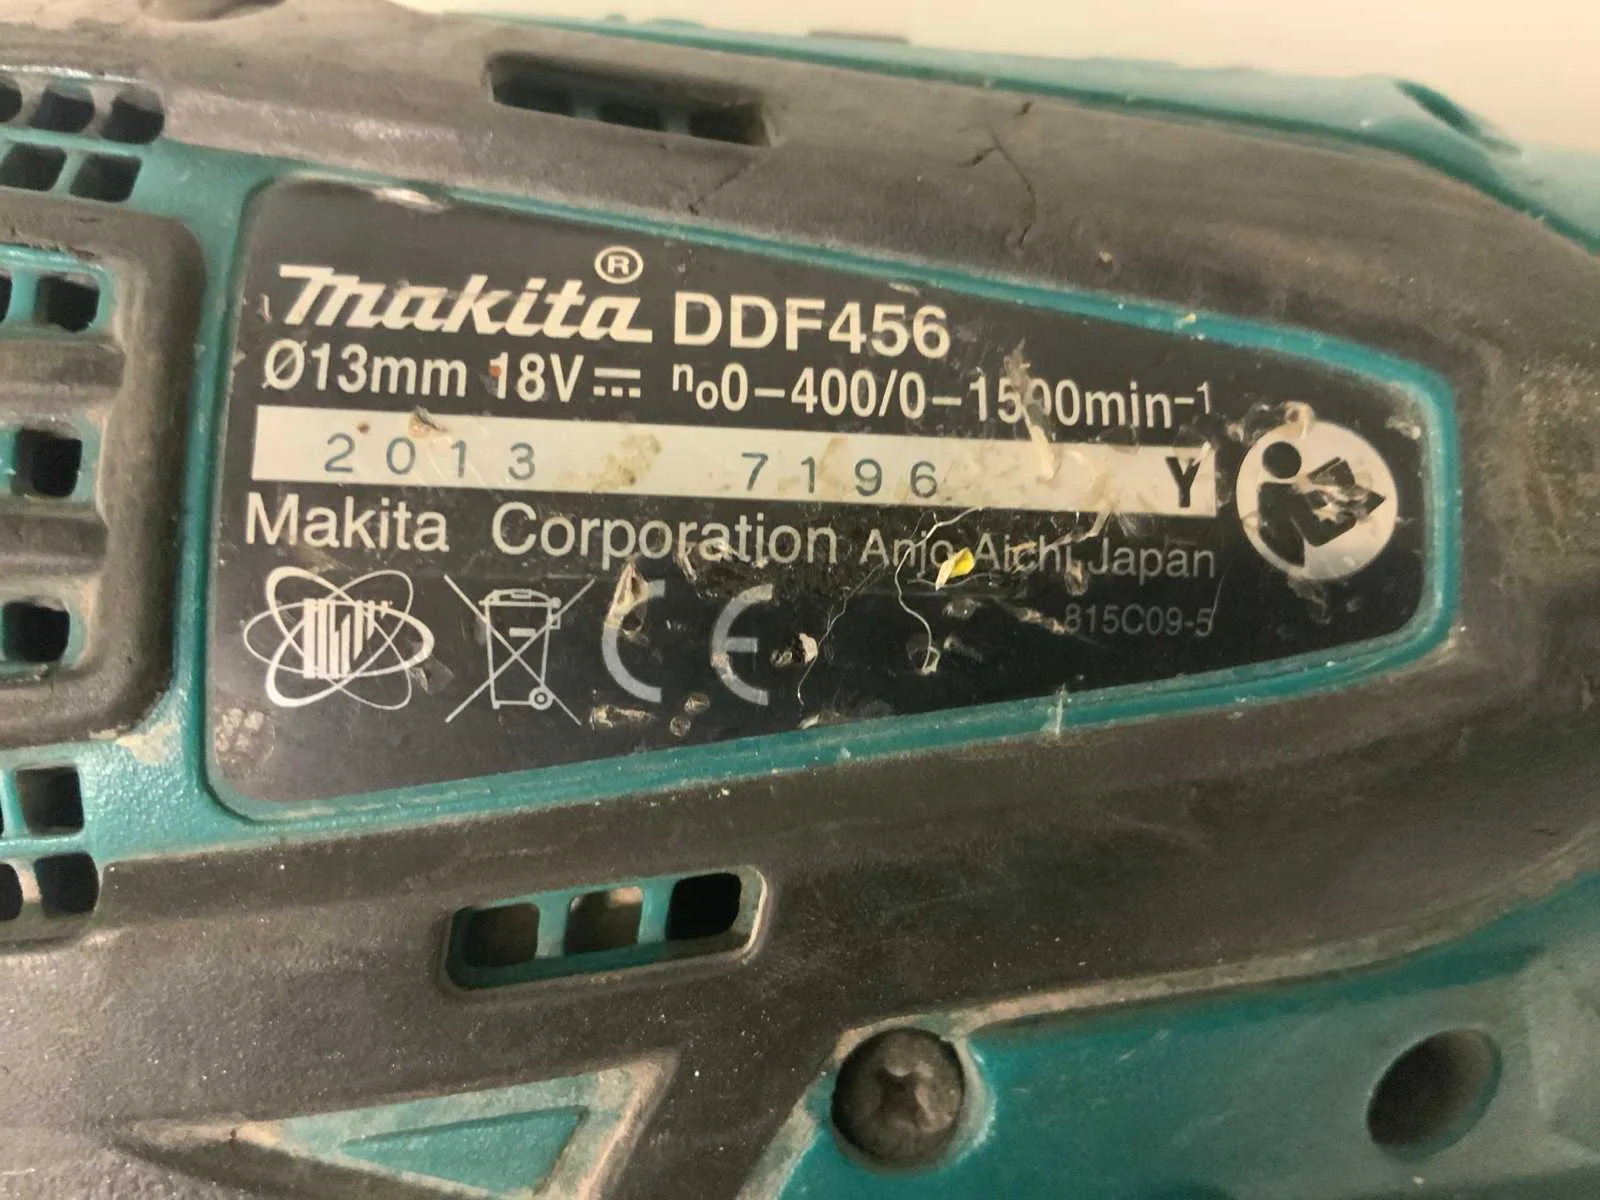 makita® DDF456
Ø13mm 18V⎓ n₀0-400/0-1500min⁻¹
2013 7196 Y
Makita Corporation Anjo Aichi Japan
CE 815C09-5